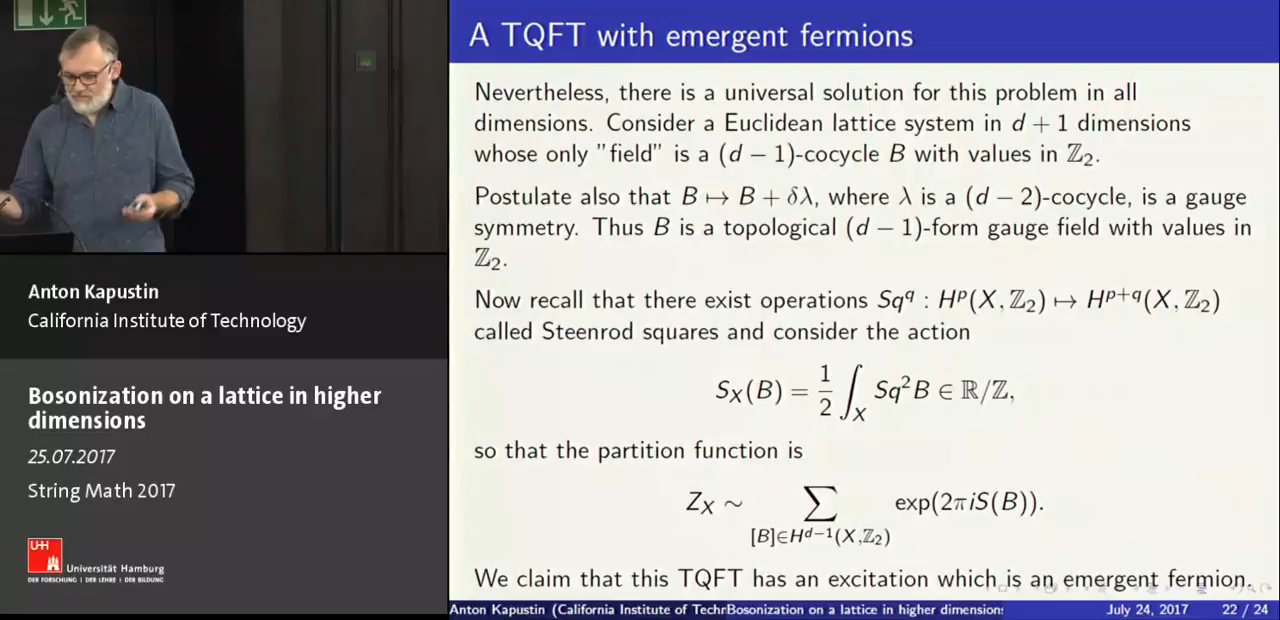 A TQFT with emergent fermions
Nevertheless, there is a universal solution for this problem in all
dimensions. Consider a Euclidean lattice system in d + 1 dimensions
whose only "field" is a (d − 1)-cocycle B with values in ℤ₂.
Postulate also that B ↦ B + δλ, where λ is a (d − 2)-cocycle, is a gauge
symmetry. Thus B is a topological (d − 1)-form gauge field with values in
ℤ₂.
Now recall that there exist operations Sq^q : H^p(X, ℤ₂) ↦ H^{p+q}(X, ℤ₂)
called Steenrod squares and consider the action
S_X(B) = 1/2 ∫_X Sq²B ∈ ℝ/ℤ,
so that the partition function is
Z_X ∼ ∑_{[B]∈H^{d−1}(X,ℤ₂)} exp(2πiS(B)).
We claim that this TQFT has an excitation which is an emergent fermion.
Anton Kapustin (California Institute of Techr
Bosonization on a lattice in higher dimension
July 24, 2017
22 / 24
Anton Kapustin
California Institute of Technology
Bosonization on a lattice in higher
dimensions
25.07.2017
String Math 2017
UH
Universität Hamburg
DER FORSCHUNG | DER LEHRE | DER BILDUNG